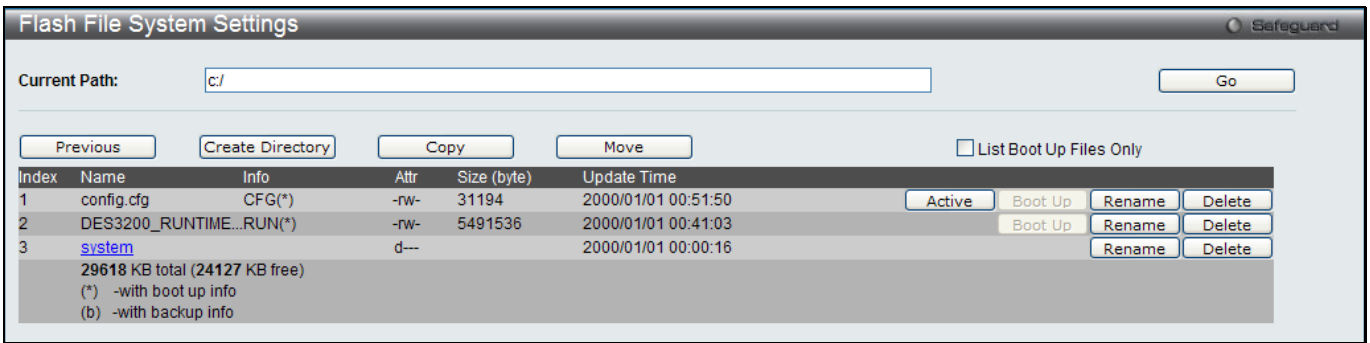 Flash File System Settings Safeguard
Current Path: c:/ Go
Previous Create Directory Copy Move List Boot Up Files Only
Index Name Info Attr Size (byte) Update Time
1 config.cfg CFG(*) -rw- 31194 2000/01/01 00:51:50 Active Boot Up Rename Delete
2 DES3200_RUNTIME...RUN(*) -rw- 5491536 2000/01/01 00:41:03 Boot Up Rename Delete
3 system d--- 2000/01/01 00:00:16 Rename Delete
29618 KB total (24127 KB free)
(*) -with boot up info
(b) -with backup info